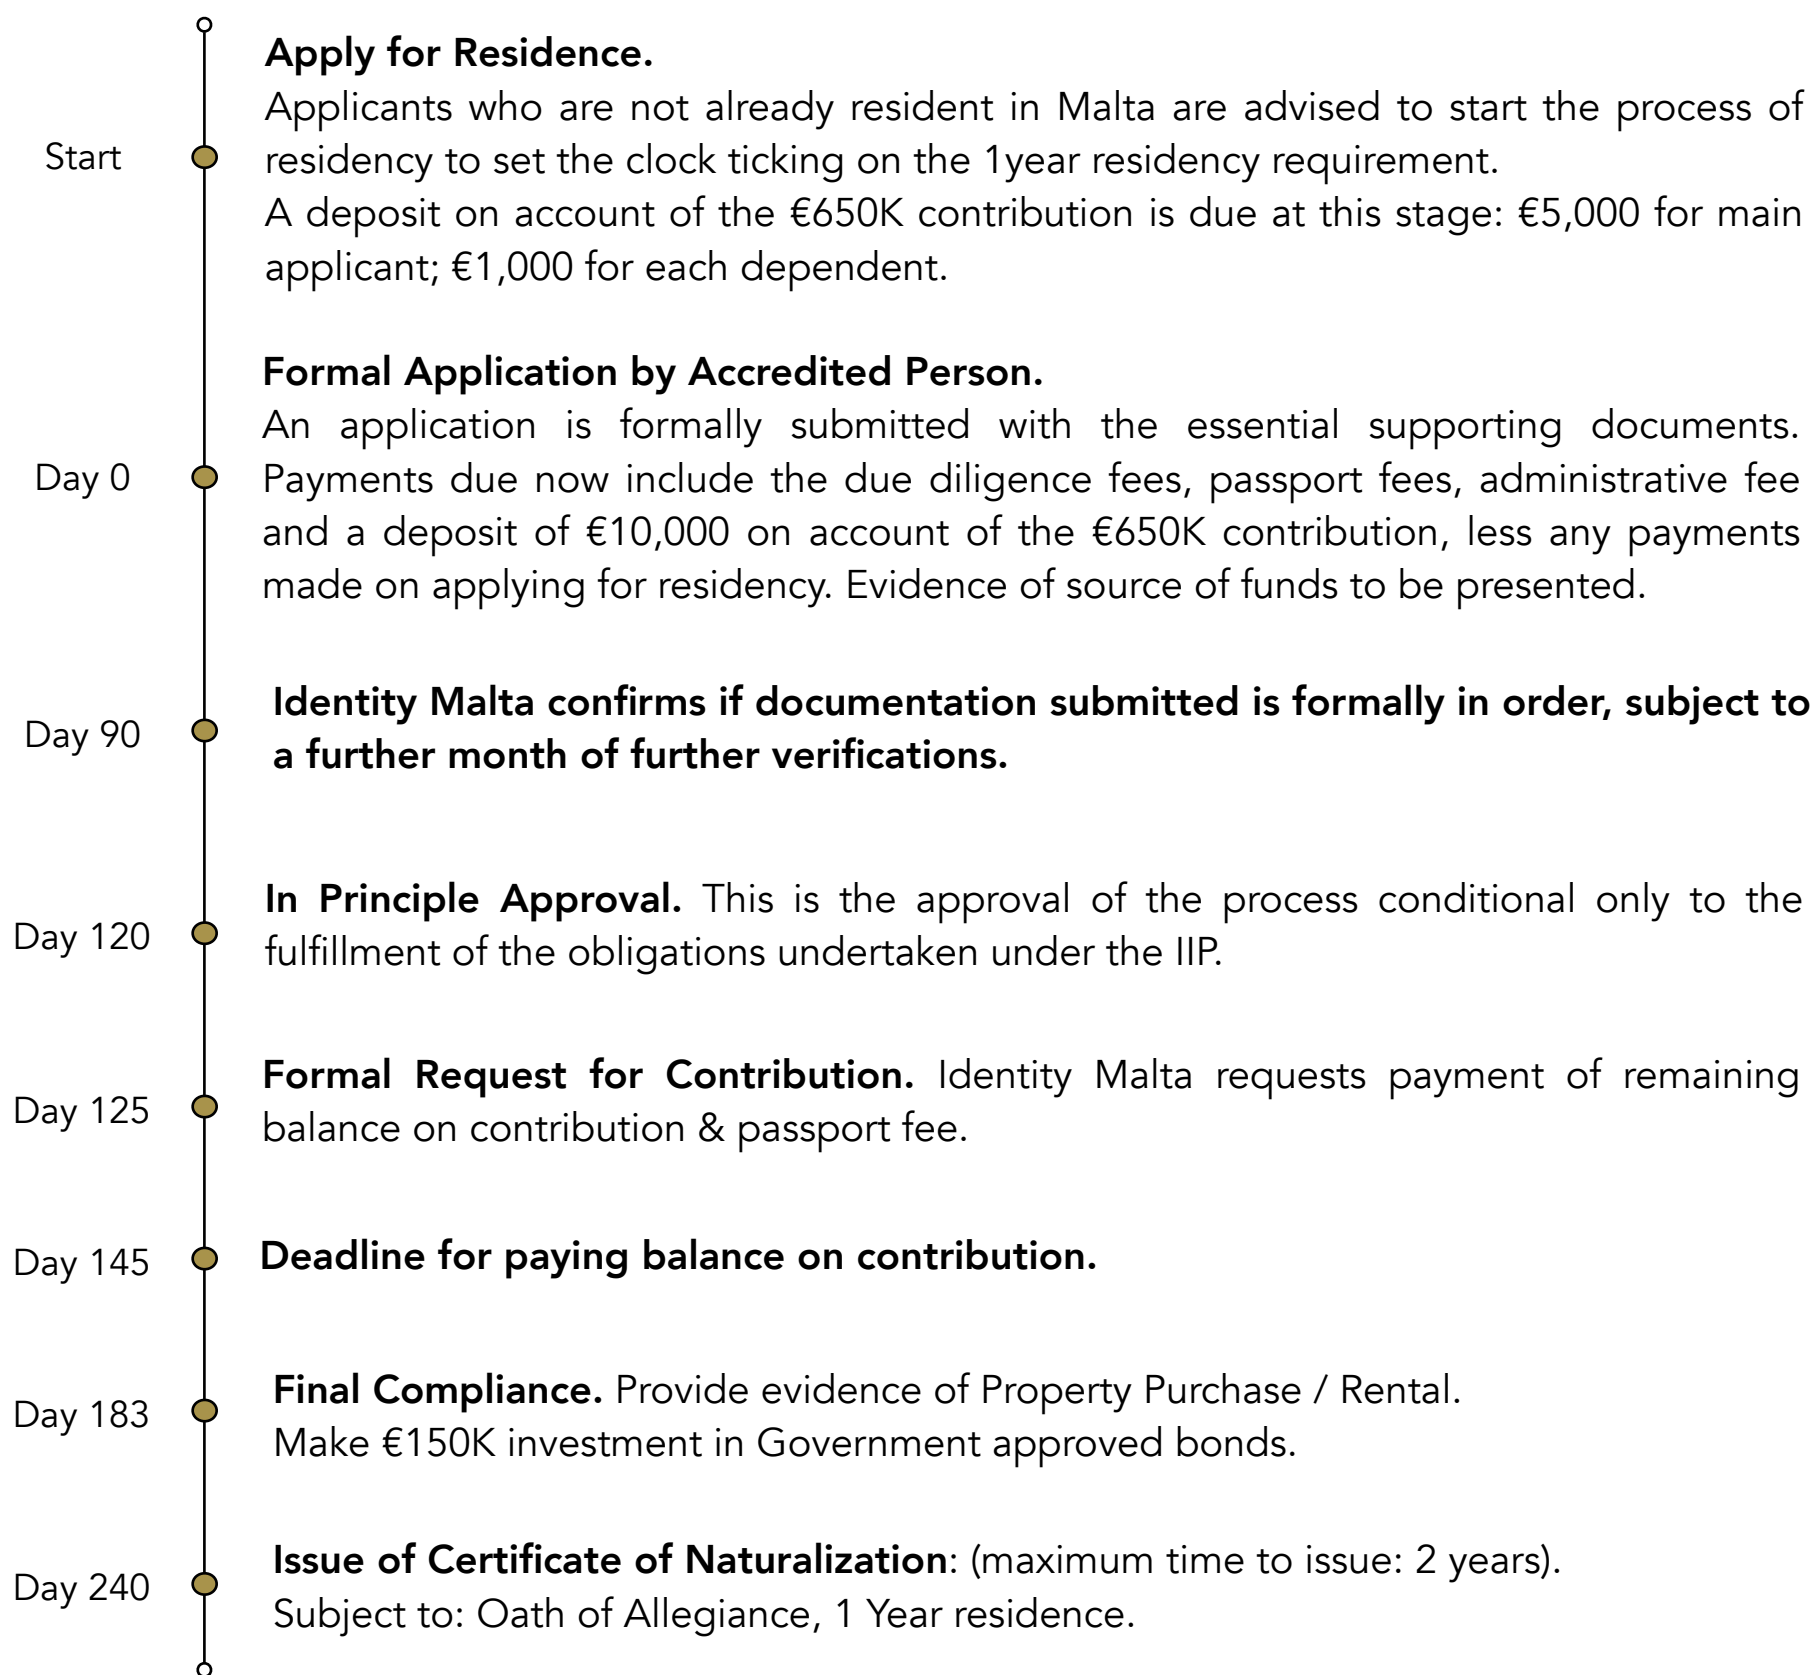 Apply for Residence.
Start
Applicants who are not already resident in Malta are advised to start the process of
residency to set the clock ticking on the 1year residency requirement.
A deposit on account of the €650K contribution is due at this stage: €5,000 for main
applicant; €1,000 for each dependent.
Formal Application by Accredited Person.
Day 0
An application is formally submitted with the essential supporting documents.
Payments due now include the due diligence fees, passport fees, administrative fee
and a deposit of €10,000 on account of the €650K contribution, less any payments
made on applying for residency. Evidence of source of funds to be presented.
Day 90
Identity Malta confirms if documentation submitted is formally in order, subject to
a further month of further verifications.
Day 120
In Principle Approval. This is the approval of the process conditional only to the
fulfillment of the obligations undertaken under the IIP.
Day 125
Formal Request for Contribution. Identity Malta requests payment of remaining
balance on contribution & passport fee.
Day 145
Deadline for paying balance on contribution.
Day 183
Final Compliance. Provide evidence of Property Purchase / Rental.
Make €150K investment in Government approved bonds.
Day 240
Issue of Certificate of Naturalization: (maximum time to issue: 2 years).
Subject to: Oath of Allegiance, 1 Year residence.